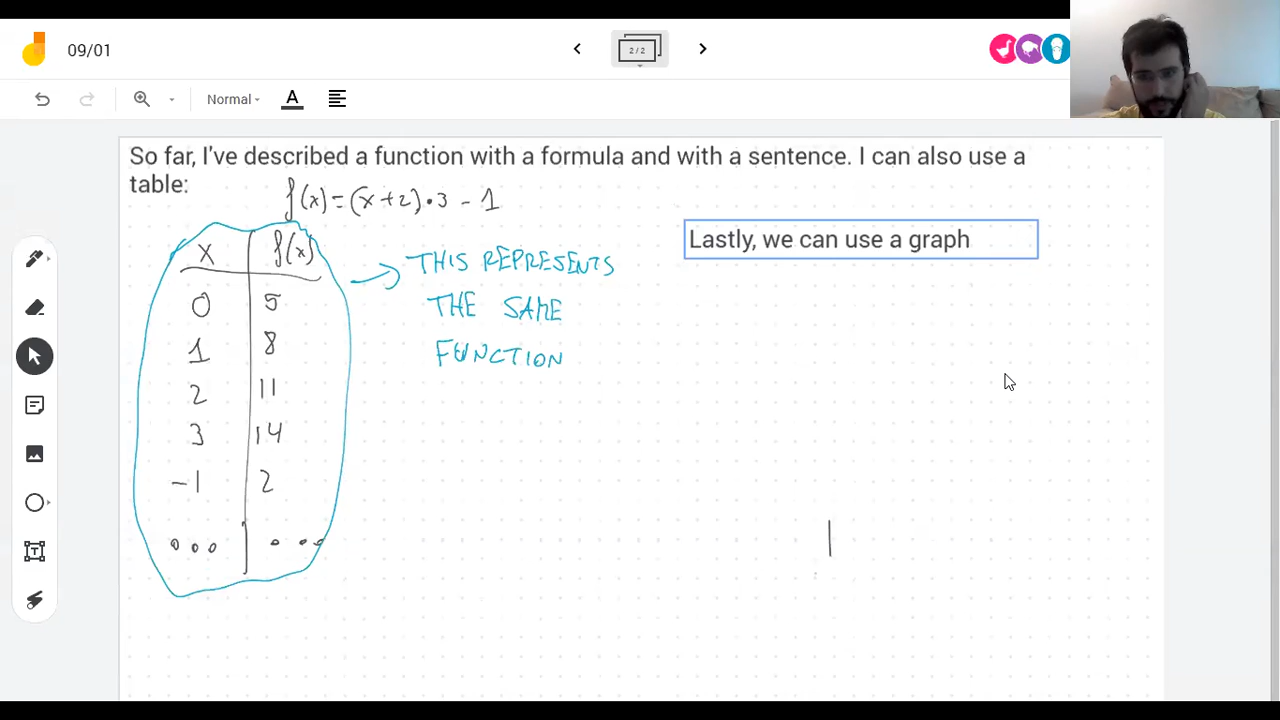 09/01
2/2
Normal
A
So far, I've described a function with a formula and with a sentence. I can also use a
table:
f(x)=(x+2)•3 - 1
Lastly, we can use a graph
x f(x)
0 5
1 8
2 11
3 14
-1 2
... ...
THIS REPRESENTS
THE SAME
FUNCTION
T